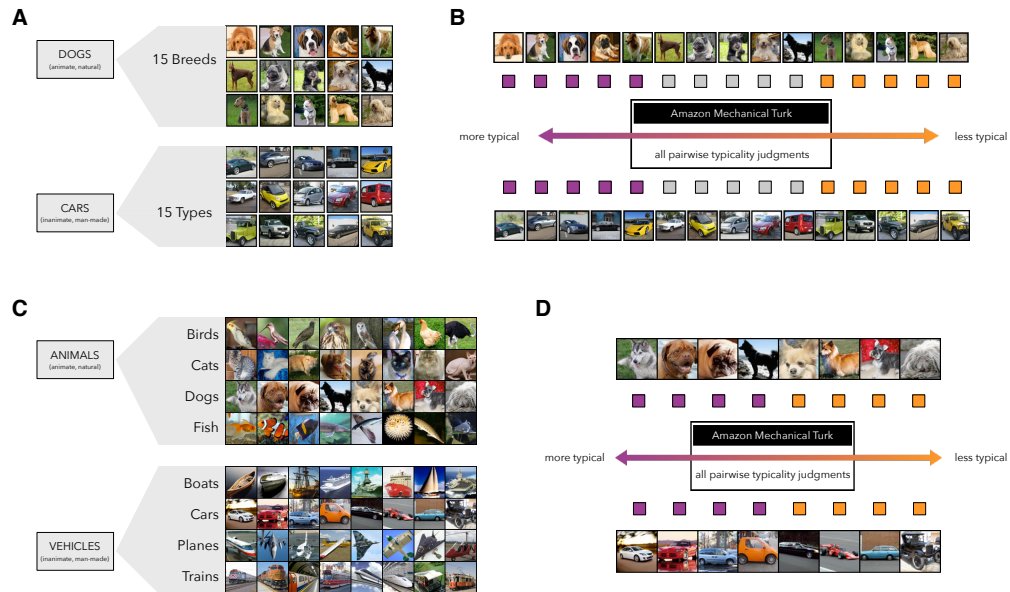 A
DOGS
(animate, natural)
15 Breeds
CARS
(inanimate, man-made)
15 Types
B
Amazon Mechanical Turk
more typical
less typical
all pairwise typicality judgments
C
ANIMALS
(animate, natural)
Birds
Cats
Dogs
Fish
VEHICLES
(inanimate, man-made)
Boats
Cars
Planes
Trains
D
Amazon Mechanical Turk
more typical
less typical
all pairwise typicality judgments